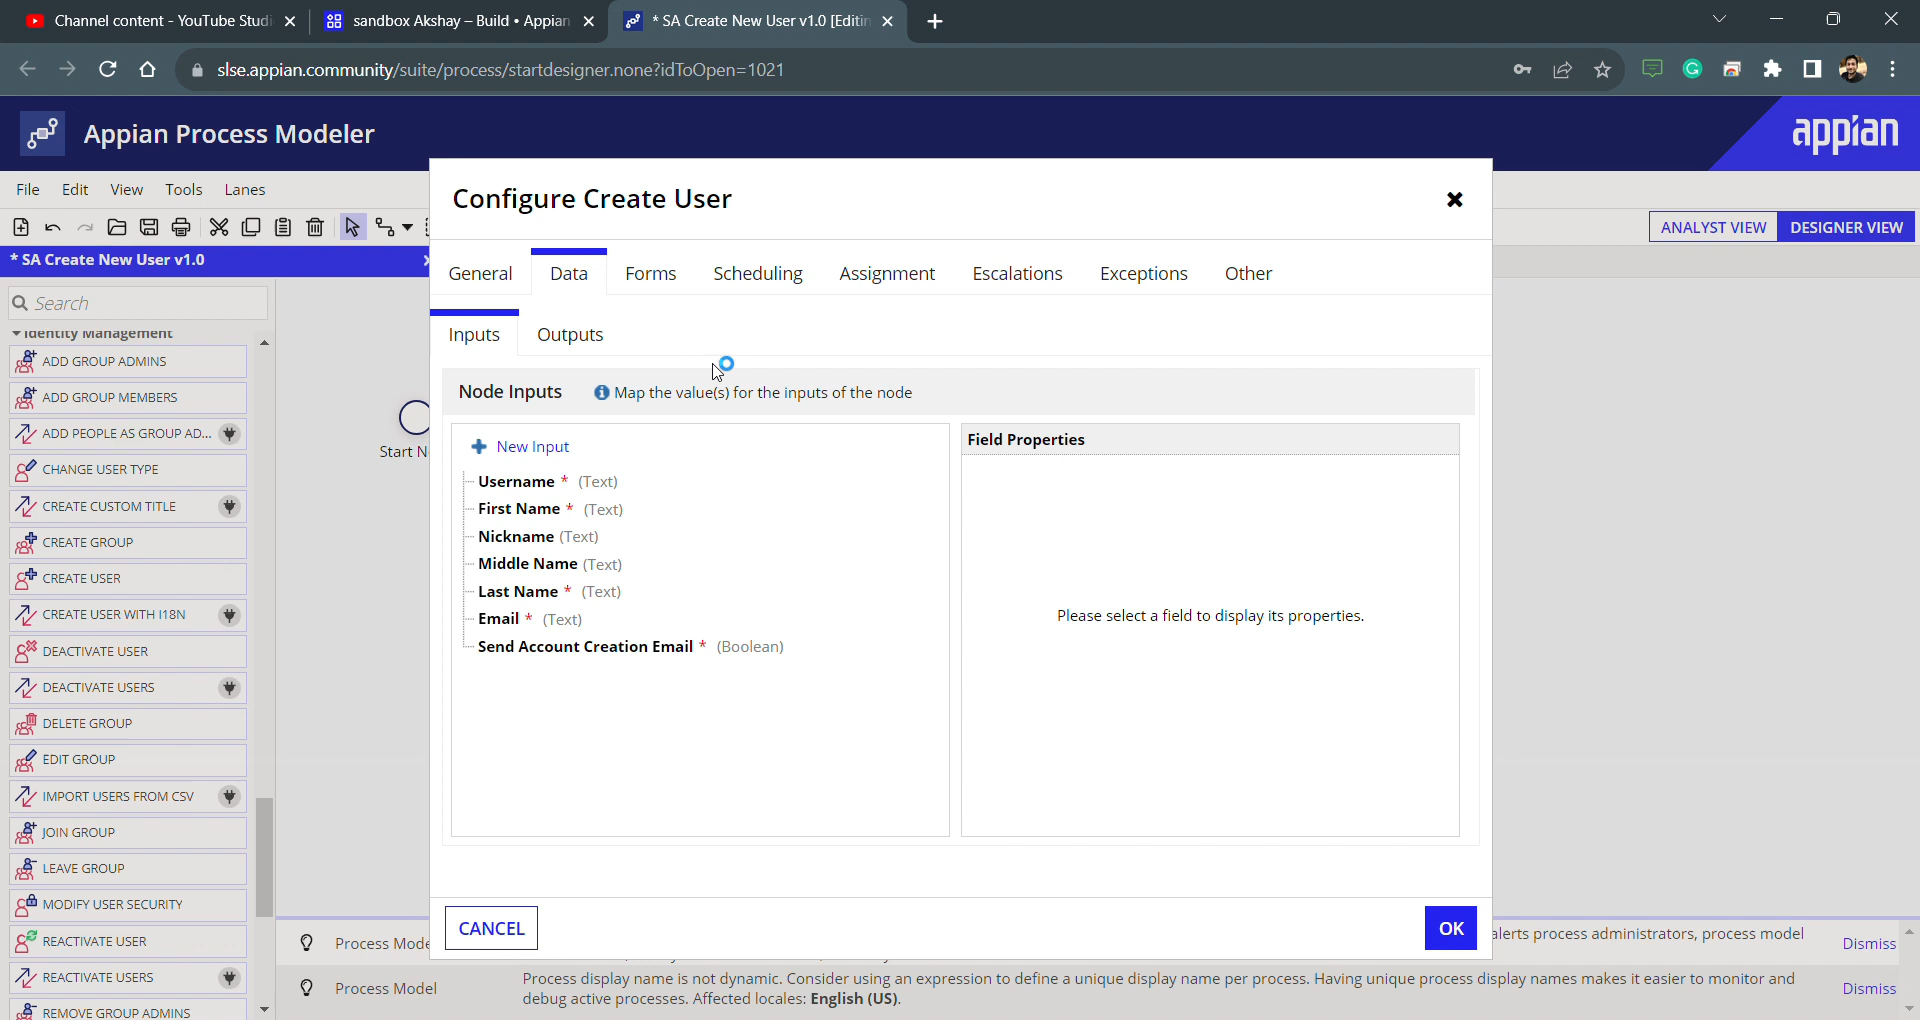 Channel content - YouTube Studi
sandbox Akshay – Build • Appian
* SA Create New User v1.0 [Editin
slse.appian.community/suite/process/startdesigner.none?idToOpen=1021
Appian Process Modeler
appian
File Edit View Tools Lanes
ANALYST VIEW DESIGNER VIEW
* SA Create New User v1.0
Search
Identity Management
ADD GROUP ADMINS
ADD GROUP MEMBERS
ADD PEOPLE AS GROUP AD...
CHANGE USER TYPE
CREATE CUSTOM TITLE
CREATE GROUP
CREATE USER
CREATE USER WITH I18N
DEACTIVATE USER
DEACTIVATE USERS
DELETE GROUP
EDIT GROUP
IMPORT USERS FROM CSV
JOIN GROUP
LEAVE GROUP
MODIFY USER SECURITY
REACTIVATE USER
REACTIVATE USERS
REMOVE GROUP ADMINS
Start N
Configure Create User
General Data Forms Scheduling Assignment Escalations Exceptions Other
Inputs Outputs
Node Inputs Map the value(s) for the inputs of the node
New Input
Username * (Text)
First Name * (Text)
Nickname (Text)
Middle Name (Text)
Last Name * (Text)
Email * (Text)
Send Account Creation Email * (Boolean)
Field Properties
Please select a field to display its properties.
CANCEL OK
Process Mode
alerts process administrators, process model
Dismiss
Process Model
Process display name is not dynamic. Consider using an expression to define a unique display name per process. Having unique process display names makes it easier to monitor and
debug active processes. Affected locales: English (US).
Dismiss